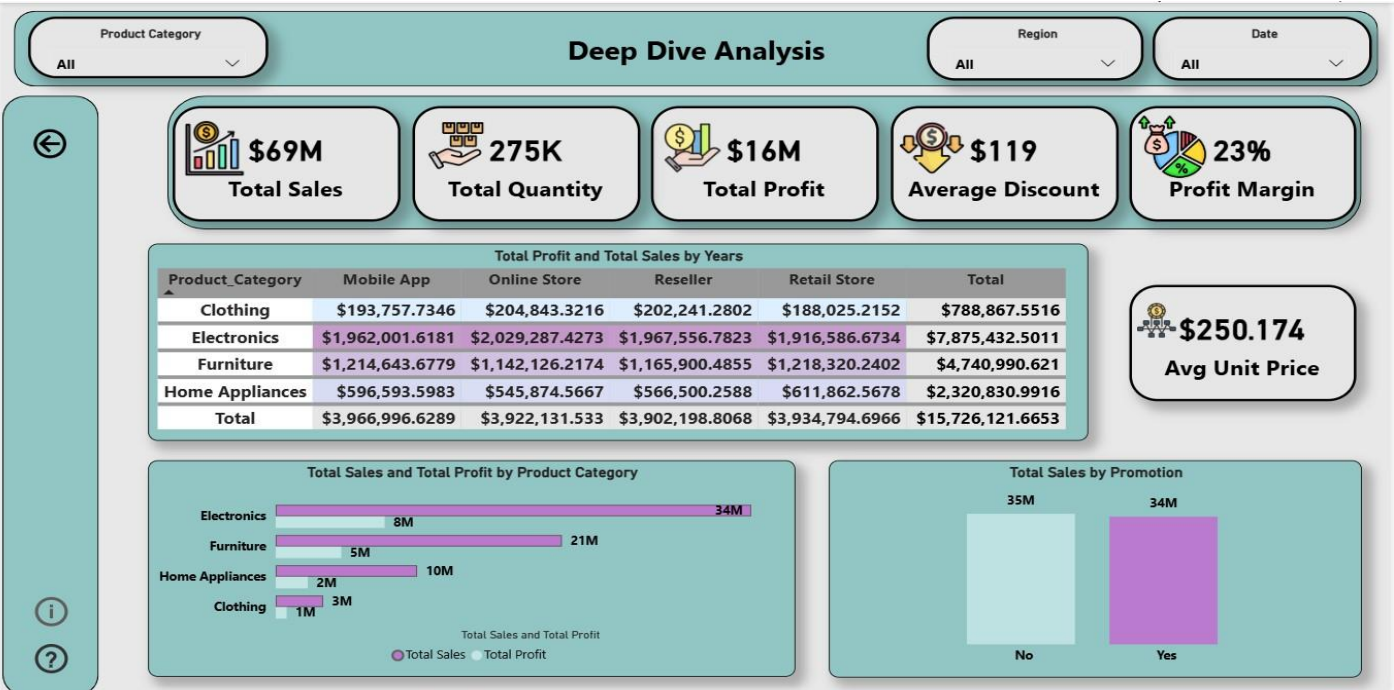 Product Category
All
Deep Dive Analysis
Region
All
Date
All
$69M
Total Sales
275K
Total Quantity
$16M
Total Profit
$119
Average Discount
23%
Profit Margin
Total Profit and Total Sales by Years
Product_Category Mobile App Online Store Reseller Retail Store Total
Clothing $193,757.7346 $204,843.3216 $202,241.2802 $188,025.2152 $788,867.5516
Electronics $1,962,001.6181 $2,029,287.4273 $1,967,556.7823 $1,916,586.6734 $7,875,432.5011
Furniture $1,214,643.6779 $1,142,126.2174 $1,165,900.4855 $1,218,320.2402 $4,740,990.621
Home Appliances $596,593.5983 $545,874.5667 $566,500.2588 $611,862.5678 $2,320,830.9916
Total $3,966,996.6289 $3,922,131.533 $3,902,198.8068 $3,934,794.6966 $15,726,121.6653
$250.174
Avg Unit Price
Total Sales and Total Profit by Product Category
Electronics 34M
8M
Furniture 21M
5M
Home Appliances 10M
2M
Clothing 3M
1M
Total Sales and Total Profit
Total Sales Total Profit
Total Sales by Promotion
35M 34M
No Yes